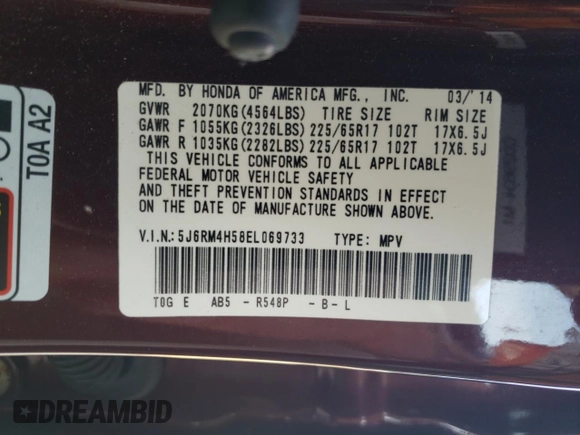 MFD. BY HONDA OF AMERICA MFG., INC. 03/'14
GVWR 2070KG(4564LBS) TIRE SIZE RIM SIZE
GAWR F 1055KG(2326LBS) 225/65R17 102T 17X6.5J
GAWR R 1035KG(2282LBS) 225/65R17 102T 17X6.5J
THIS VEHICLE CONFORMS TO ALL APPLICABLE
FEDERAL MOTOR VEHICLE SAFETY
AND THEFT PREVENTION STANDARDS IN EFFECT
ON THE DATE OF MANUFACTURE SHOWN ABOVE.
V.I.N.:5J6RM4H58EL069733 TYPE: MPV
T0G E AB5 - R548P - B - L
T0A A2
DREAMBID